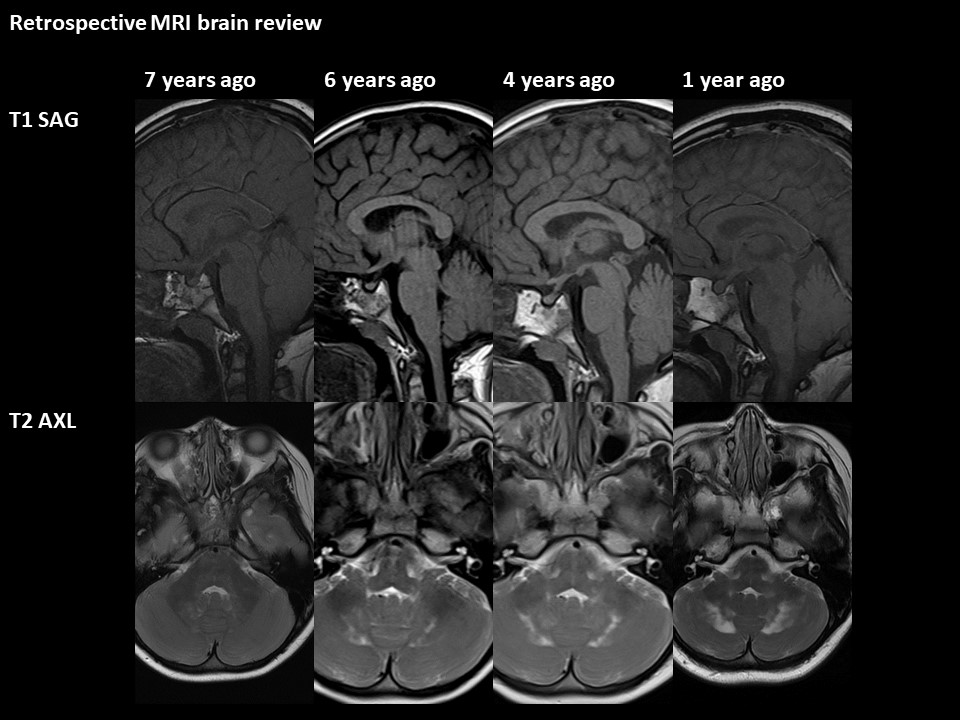 Retrospective MRI brain review
7 years ago
6 years ago
4 years ago
1 year ago
T1 SAG
T2 AXL